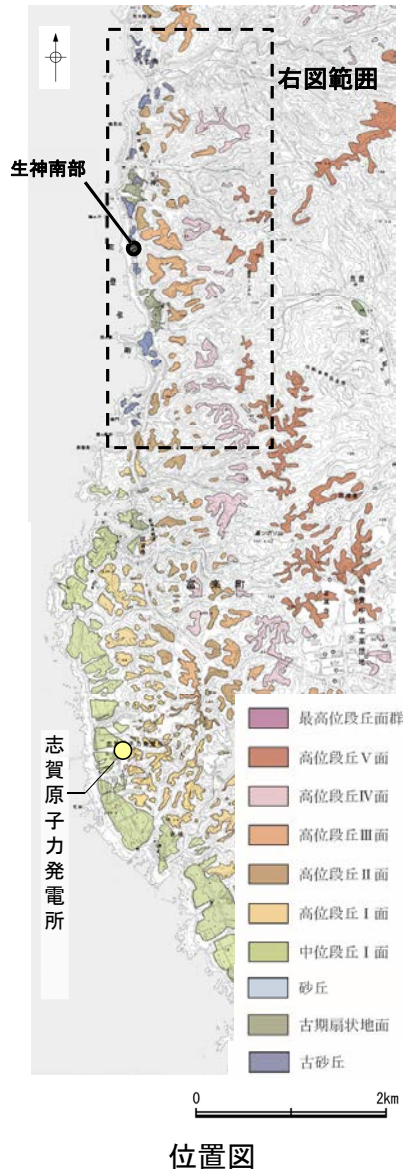 右図範囲
生神南部
富来町
志賀原子力発電所
最高位段丘面群
高位段丘Ⅴ面
高位段丘Ⅳ面
高位段丘Ⅲ面
高位段丘Ⅱ面
高位段丘Ⅰ面
中位段丘Ⅰ面
砂丘
古期扇状地面
古砂丘
0 2km
位置図